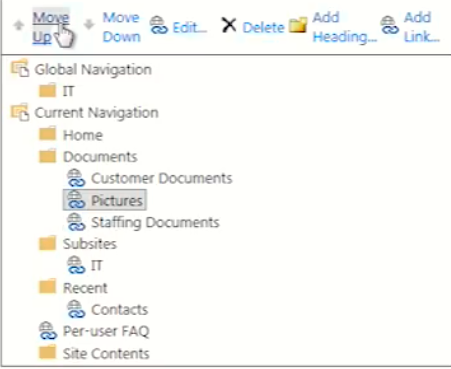 Move Up Move Down Edit... Delete Add Heading... Add Link...
Global Navigation
IT
Current Navigation
Home
Documents
Customer Documents
Pictures
Staffing Documents
Subsites
IT
Recent
Contacts
Per-user FAQ
Site Contents